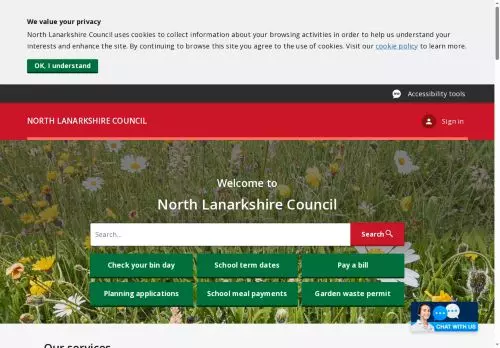 We value your privacy
North Lanarkshire Council uses cookies to collect information about your browsing activities in order to help us understand your
interests and enhance the site. By continuing to browse this site you agree to the use of cookies. Visit our cookie policy to learn more.
OK, I understand
Accessibility tools
NORTH LANARKSHIRE COUNCIL
Sign in
Welcome to
North Lanarkshire Council
Search...
Search
Check your bin day
School term dates
Pay a bill
Planning applications
School meal payments
Garden waste permit
CHAT WITH US
Our services